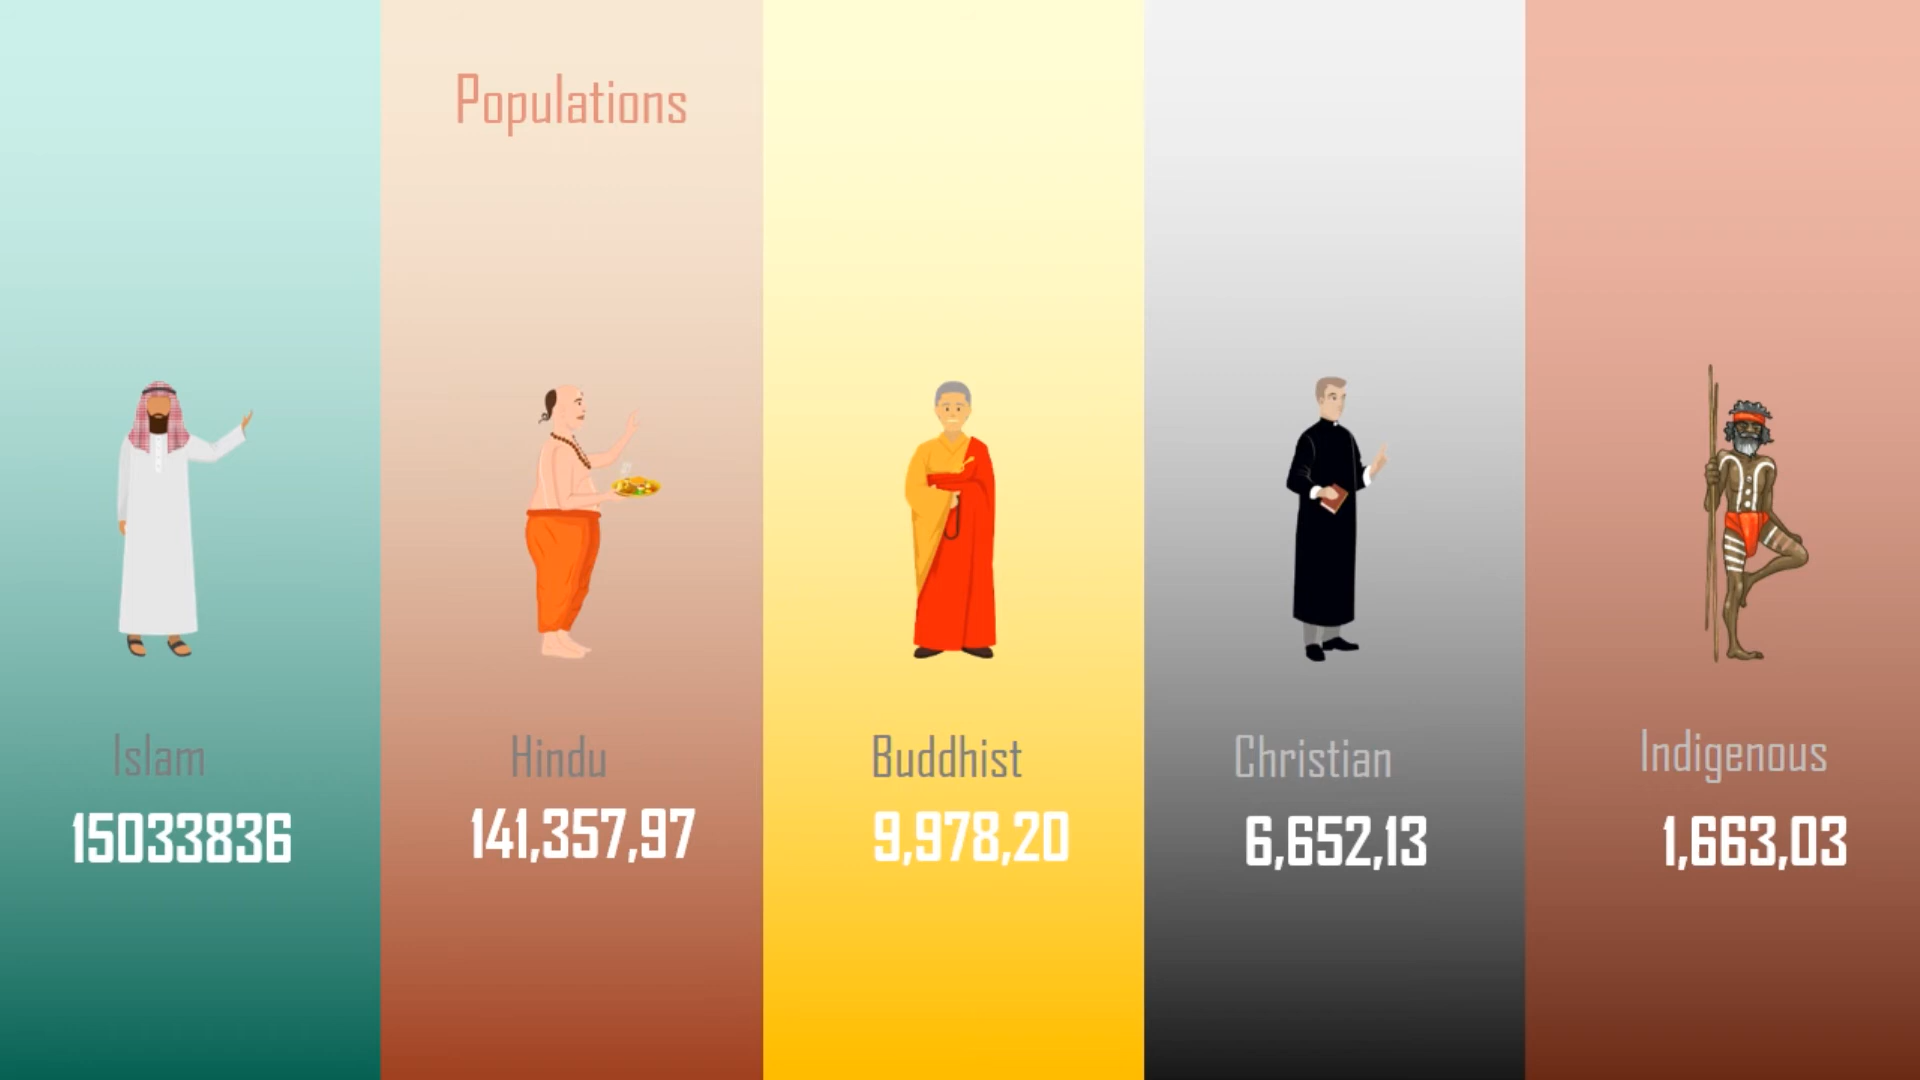 Populations
Islam
15033836
Hindu
141,357,97
Buddhist
9,978,20
Christian
6,652,13
Indigenous
1,663,03